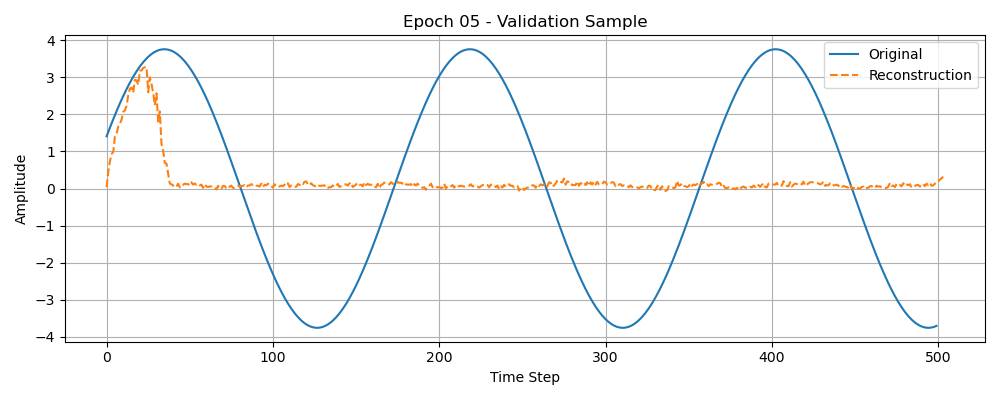 Epoch 05 - Validation Sample
Original
Reconstruction
4
3
2
1
0
−1
−2
−3
−4
Amplitude
0 100 200 300 400 500
Time Step